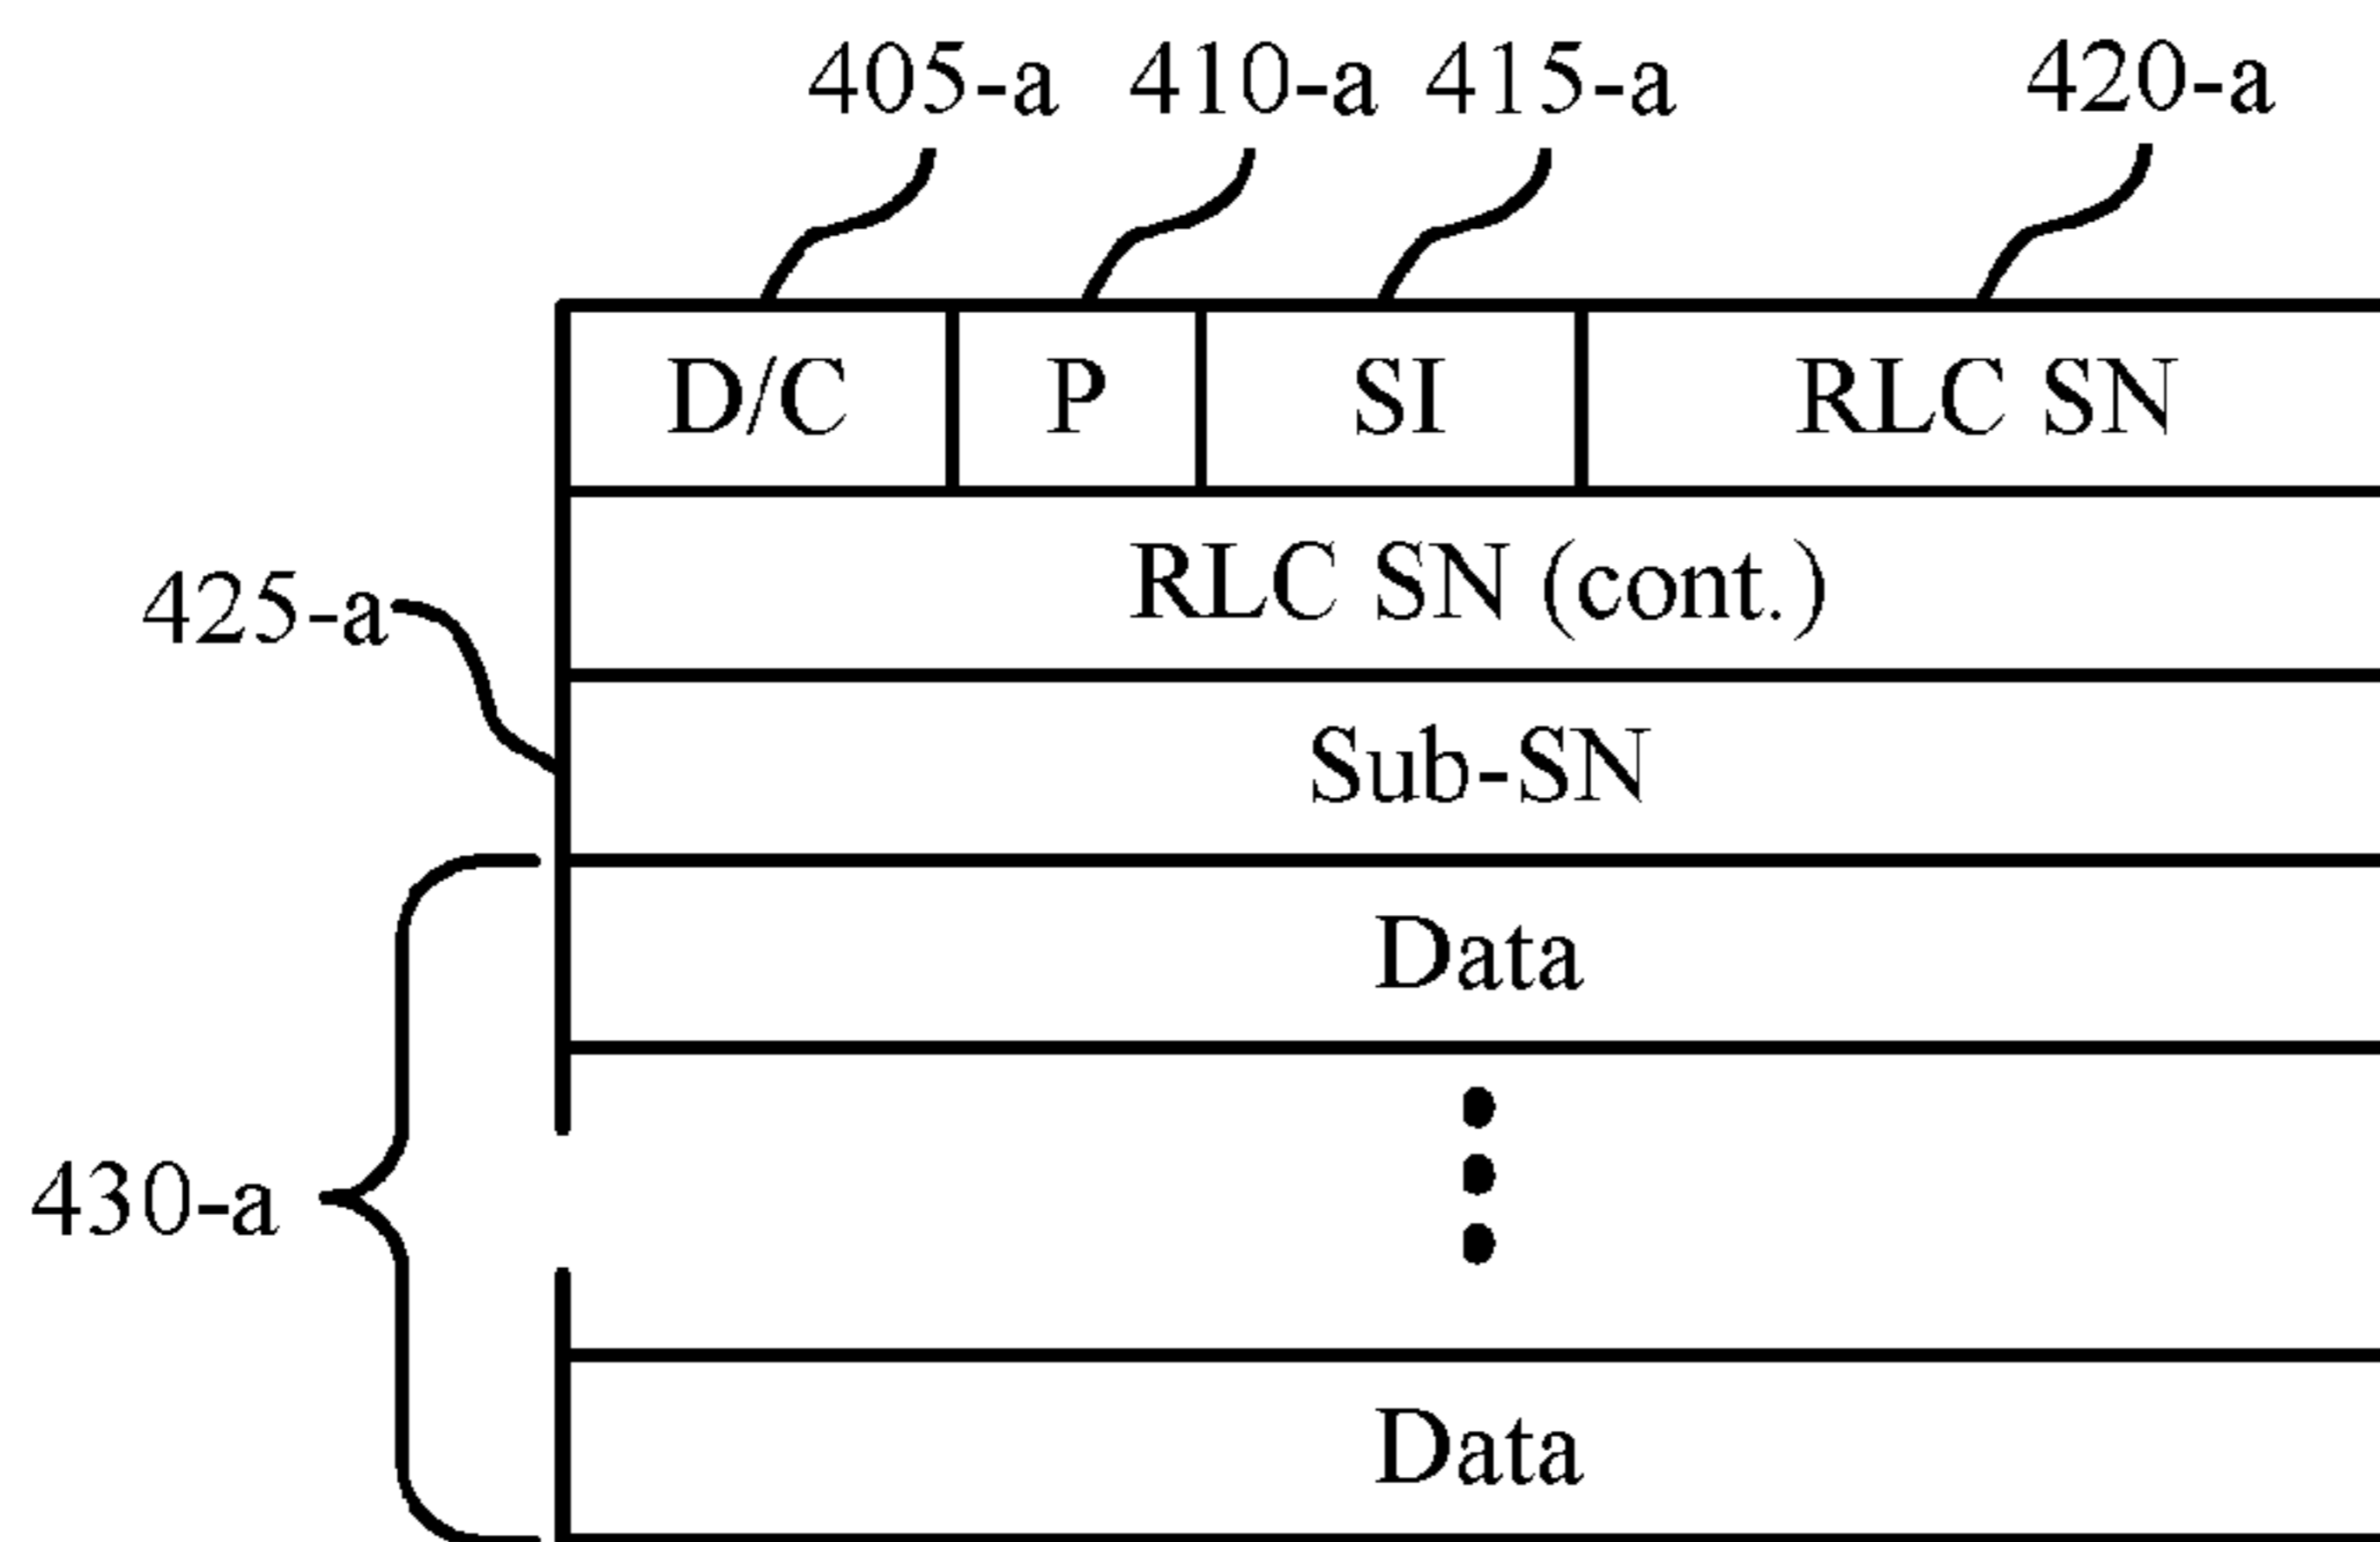 405-a 410-a 415-a 420-a
D/C P SI RLC SN
RLC SN (cont.)
425-a
Sub-SN
Data
430-a
Data